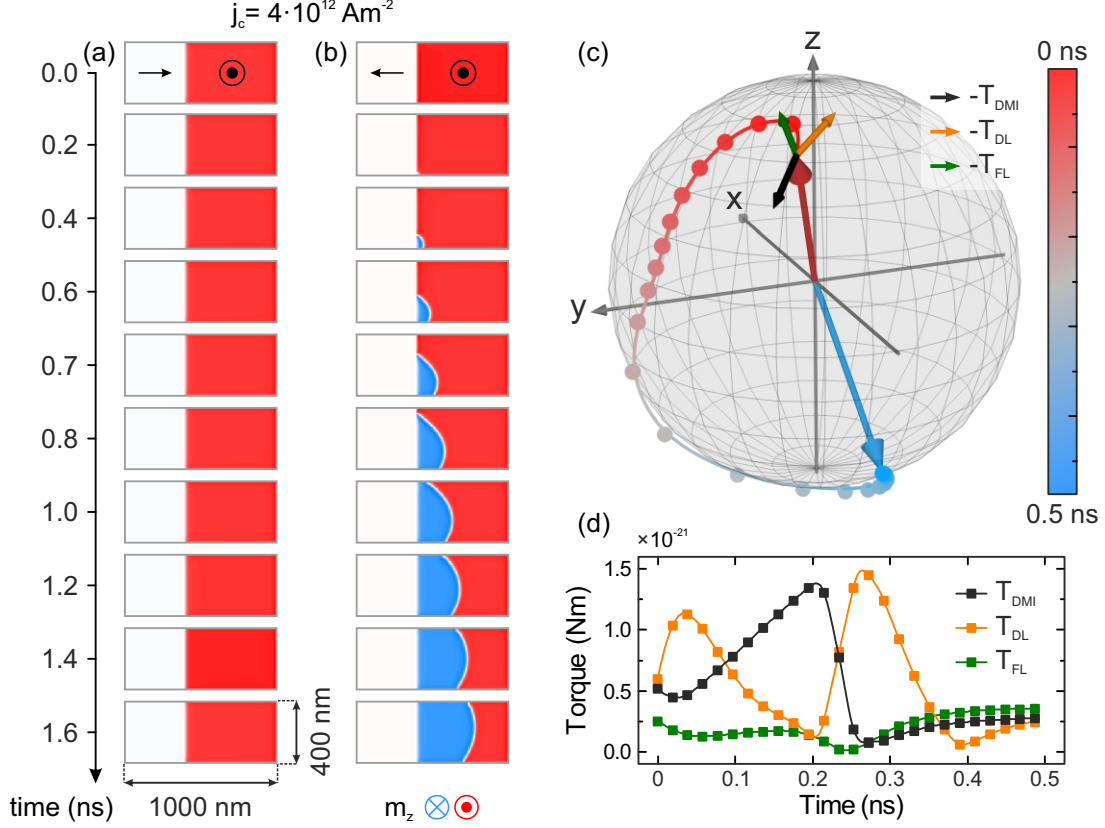 j_c= 4·10^12 Am^-2
(a)
(b)
0.0
0.2
0.4
0.6
0.7
0.8
1.0
1.2
1.4
1.6
time (ns)
1000 nm
400 nm
m_z
(c)
z
x
y
-T_DMI
-T_DL
-T_FL
0 ns
0.5 ns
(d)
×10^-21
Torque (Nm)
1.5
1.0
0.5
0.0
T_DMI
T_DL
T_FL
0 0.1 0.2 0.3 0.4 0.5
Time (ns)